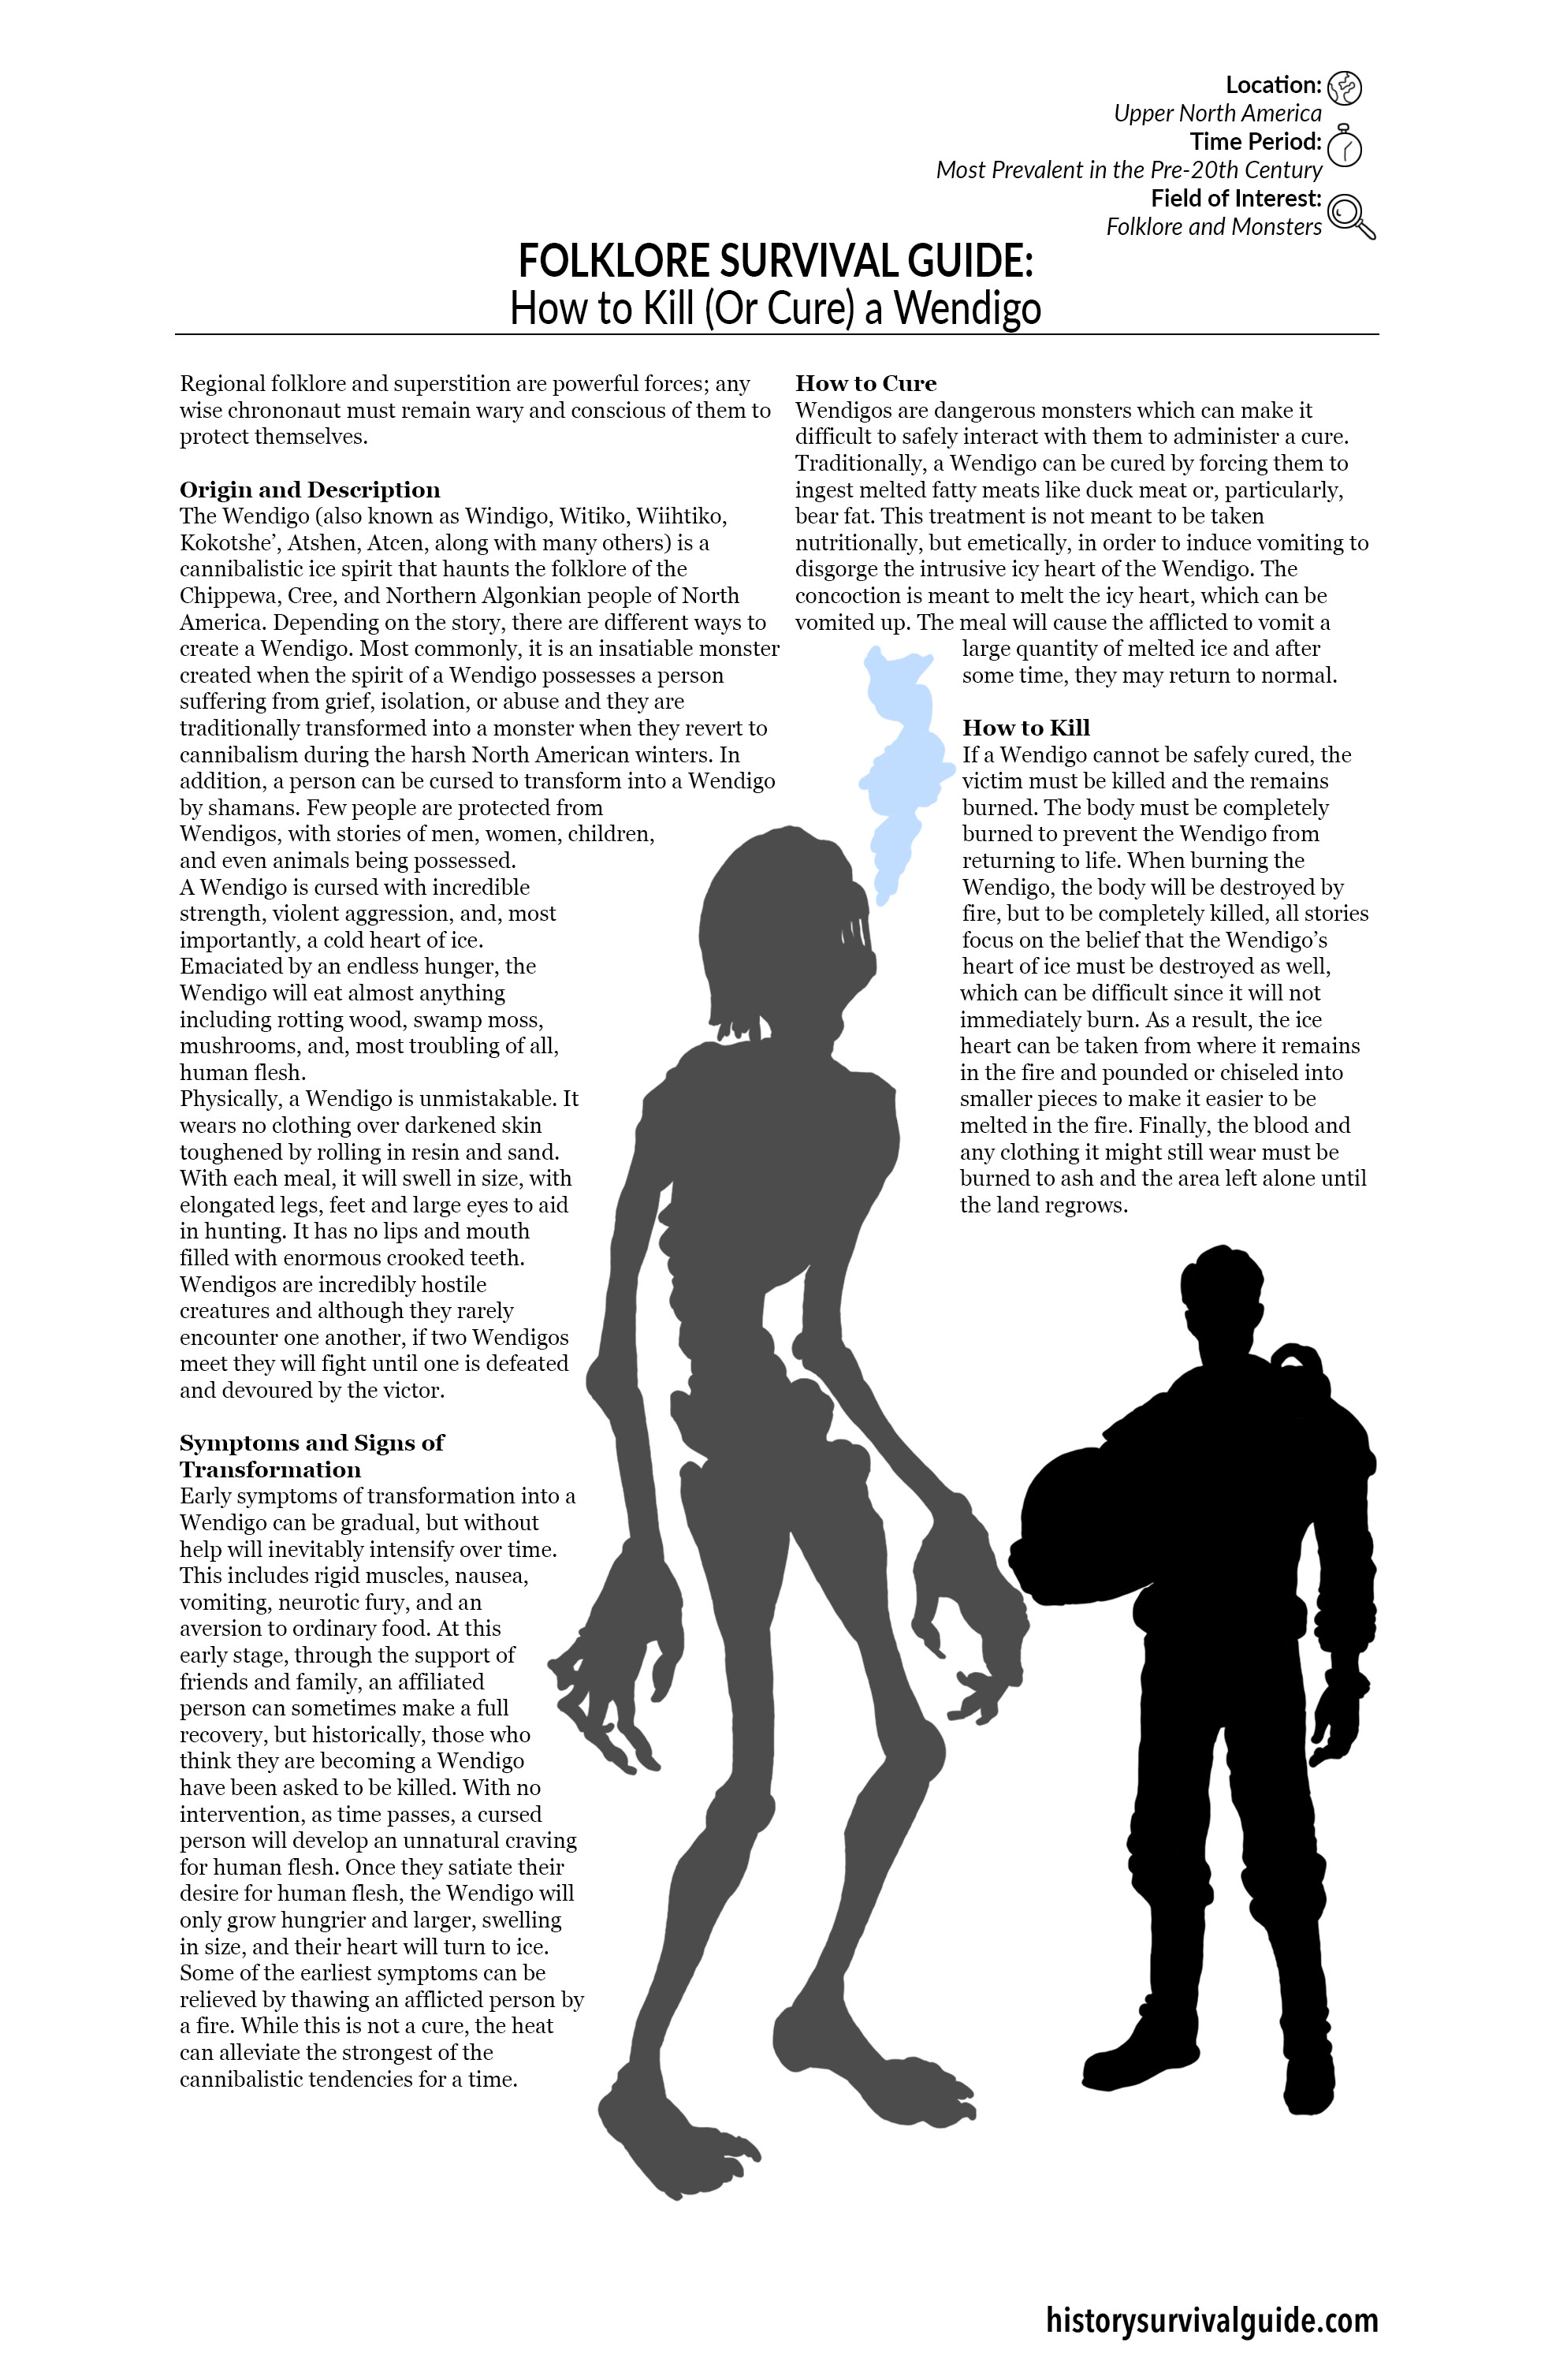 Location:
Upper North America
Time Period:
Most Prevalent in the Pre-20th Century
Field of Interest:
Folklore and Monsters
FOLKLORE SURVIVAL GUIDE:
How to Kill (Or Cure) a Wendigo
Regional folklore and superstition are powerful forces; any
wise chrononaut must remain wary and conscious of them to
protect themselves.
Origin and Description
The Wendigo (also known as Windigo, Witiko, Wiihtiko,
Kokotshe’, Atshen, Atcen, along with many others) is a
cannibalistic ice spirit that haunts the folklore of the
Chippewa, Cree, and Northern Algonkian people of North
America. Depending on the story, there are different ways to
create a Wendigo. Most commonly, it is an insatiable monster
created when the spirit of a Wendigo possesses a person
suffering from grief, isolation, or abuse and they are
traditionally transformed into a monster when they revert to
cannibalism during the harsh North American winters. In
addition, a person can be cursed to transform into a Wendigo
by shamans. Few people are protected from
Wendigos, with stories of men, women, children,
and even animals being possessed.
A Wendigo is cursed with incredible
strength, violent aggression, and, most
importantly, a cold heart of ice.
Emaciated by an endless hunger, the
Wendigo will eat almost anything
including rotting wood, swamp moss,
mushrooms, and, most troubling of all,
human flesh.
Physically, a Wendigo is unmistakable. It
wears no clothing over darkened skin
toughened by rolling in resin and sand.
With each meal, it will swell in size, with
elongated legs, feet and large eyes to aid
in hunting. It has no lips and mouth
filled with enormous crooked teeth.
Wendigos are incredibly hostile
creatures and although they rarely
encounter one another, if two Wendigos
meet they will fight until one is defeated
and devoured by the victor.
Symptoms and Signs of
Transformation
Early symptoms of transformation into a
Wendigo can be gradual, but without
help will inevitably intensify over time.
This includes rigid muscles, nausea,
vomiting, neurotic fury, and an
aversion to ordinary food. At this
early stage, through the support of
friends and family, an affiliated
person can sometimes make a full
recovery, but historically, those who
think they are becoming a Wendigo
have been asked to be killed. With no
intervention, as time passes, a cursed
person will develop an unnatural craving
for human flesh. Once they satiate their
desire for human flesh, the Wendigo will
only grow hungrier and larger, swelling
in size, and their heart will turn to ice.
Some of the earliest symptoms can be
relieved by thawing an afflicted person by
a fire. While this is not a cure, the heat
can alleviate the strongest of the
cannibalistic tendencies for a time.
How to Cure
Wendigos are dangerous monsters which can make it
difficult to safely interact with them to administer a cure.
Traditionally, a Wendigo can be cured by forcing them to
ingest melted fatty meats like duck meat or, particularly,
bear fat. This treatment is not meant to be taken
nutritionally, but emetically, in order to induce vomiting to
disgorge the intrusive icy heart of the Wendigo. The
concoction is meant to melt the icy heart, which can be
vomited up. The meal will cause the afflicted to vomit a
large quantity of melted ice and after
some time, they may return to normal.
How to Kill
If a Wendigo cannot be safely cured, the
victim must be killed and the remains
burned. The body must be completely
burned to prevent the Wendigo from
returning to life. When burning the
Wendigo, the body will be destroyed by
fire, but to be completely killed, all stories
focus on the belief that the Wendigo’s
heart of ice must be destroyed as well,
which can be difficult since it will not
immediately burn. As a result, the ice
heart can be taken from where it remains
in the fire and pounded or chiseled into
smaller pieces to make it easier to be
melted in the fire. Finally, the blood and
any clothing it might still wear must be
burned to ash and the area left alone until
the land regrows.
historysurvivalguide.com